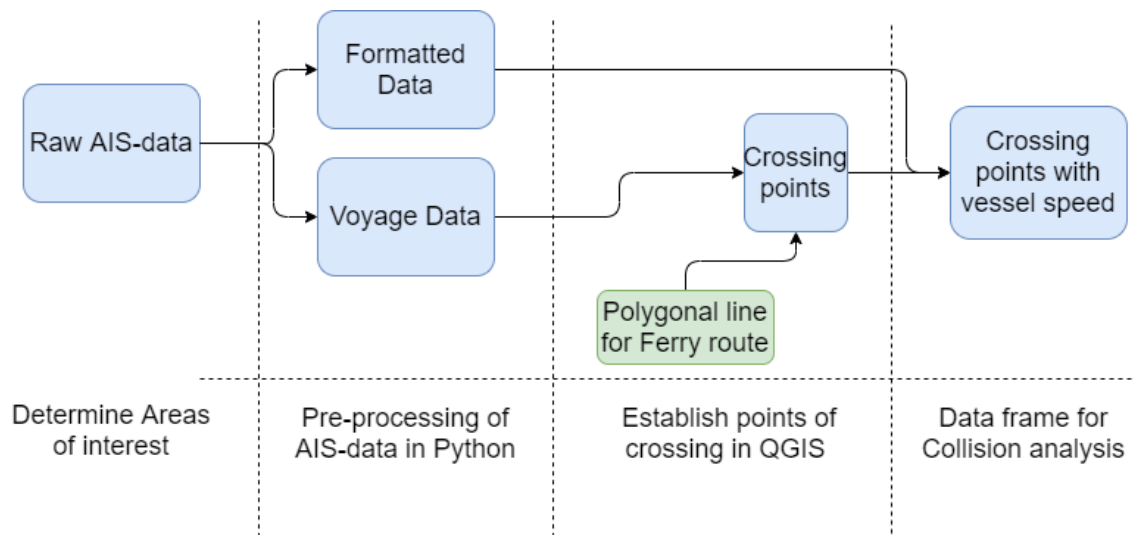 Formatted
Data
Raw AIS-data
Voyage Data
Crossing
points
Crossing
points with
vessel speed
Polygonal line
for Ferry route
Determine Areas
of interest
Pre-processing of
AIS-data in Python
Establish points of
crossing in QGIS
Data frame for
Collision analysis